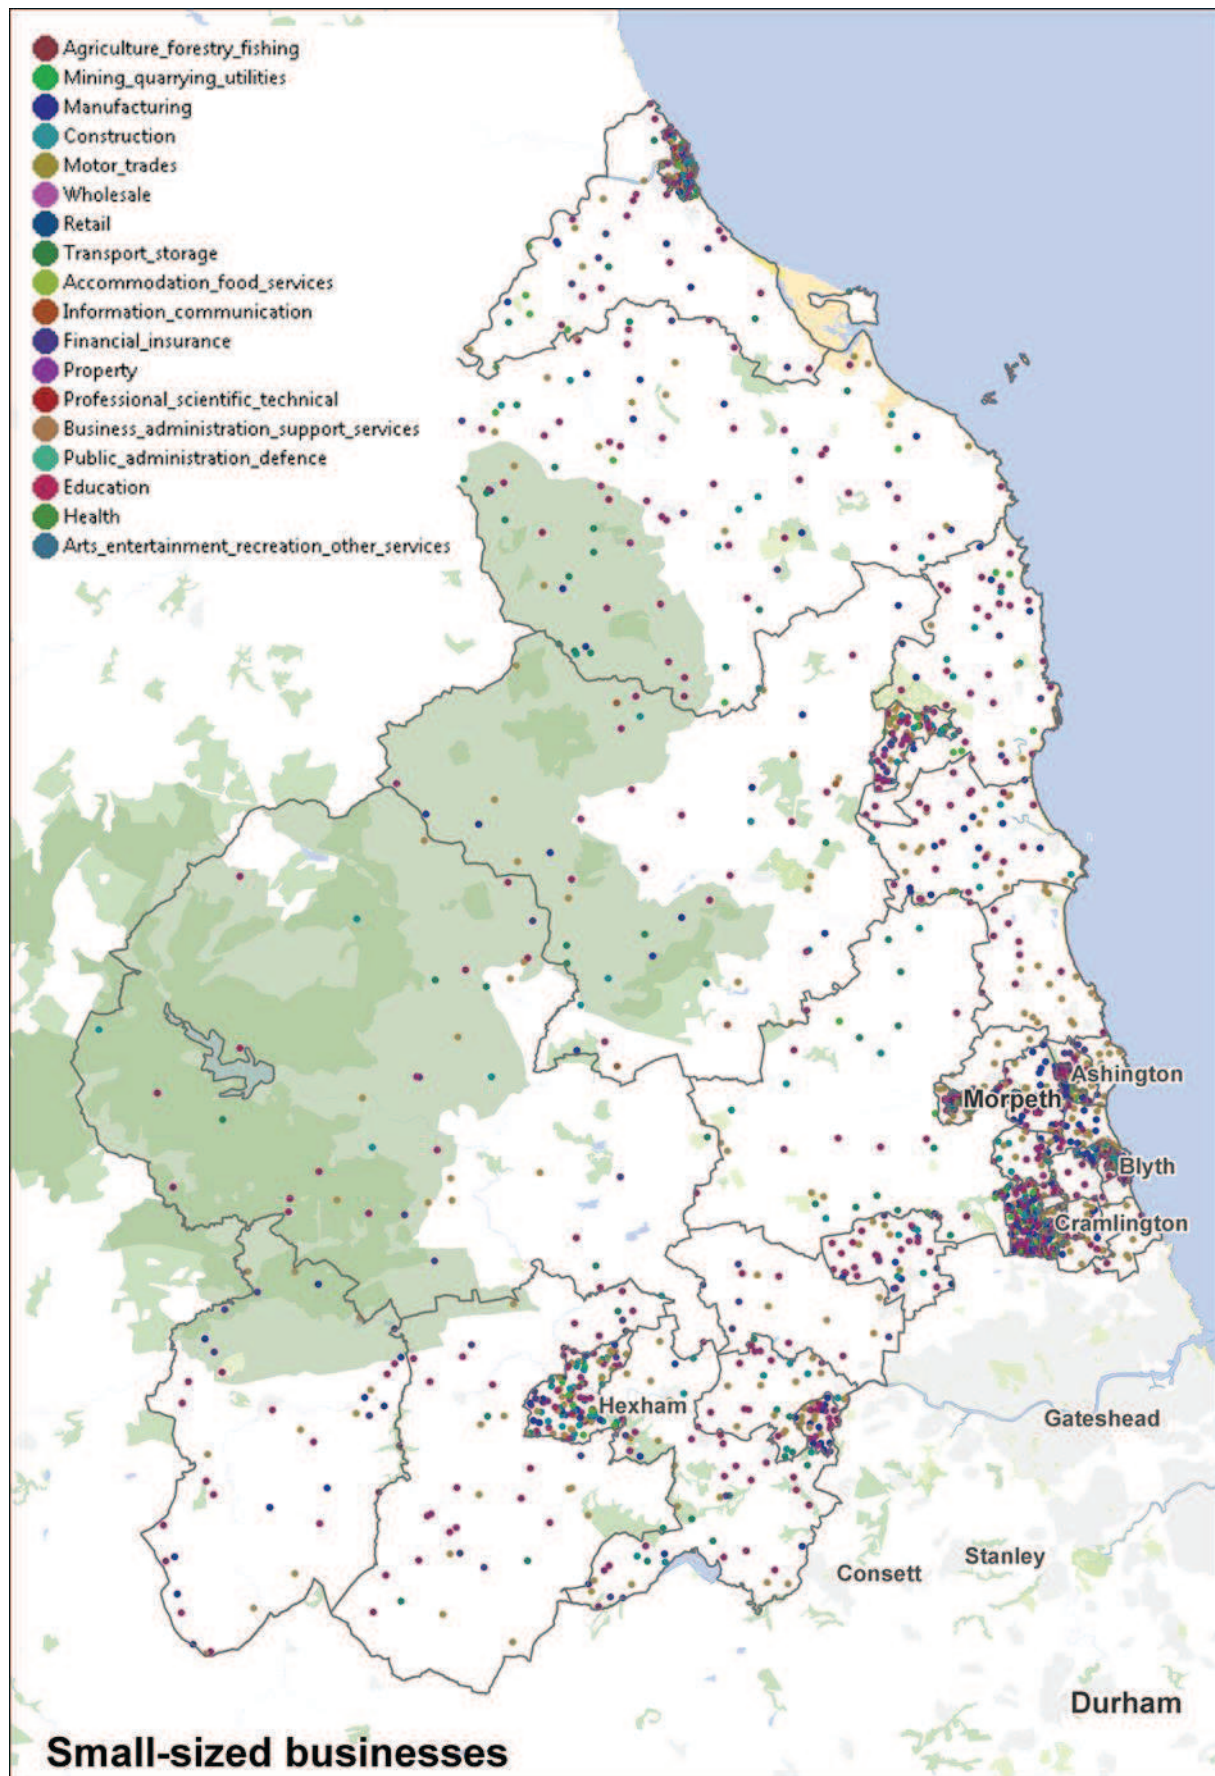 Agriculture_forestry_fishing
Mining_quarrying_utilities
Manufacturing
Construction
Motor_trades
Wholesale
Retail
Transport_storage
Accommodation_food_services
Information_communication
Financial_insurance
Property
Professional_scientific_technical
Business_administration_support_services
Public_administration_defence
Education
Health
Arts_entertainment_recreation_other_services
Ashington
Morpeth
Blyth
Cramlington
Hexham
Gateshead
Stanley
Consett
Durham
Small-sized businesses